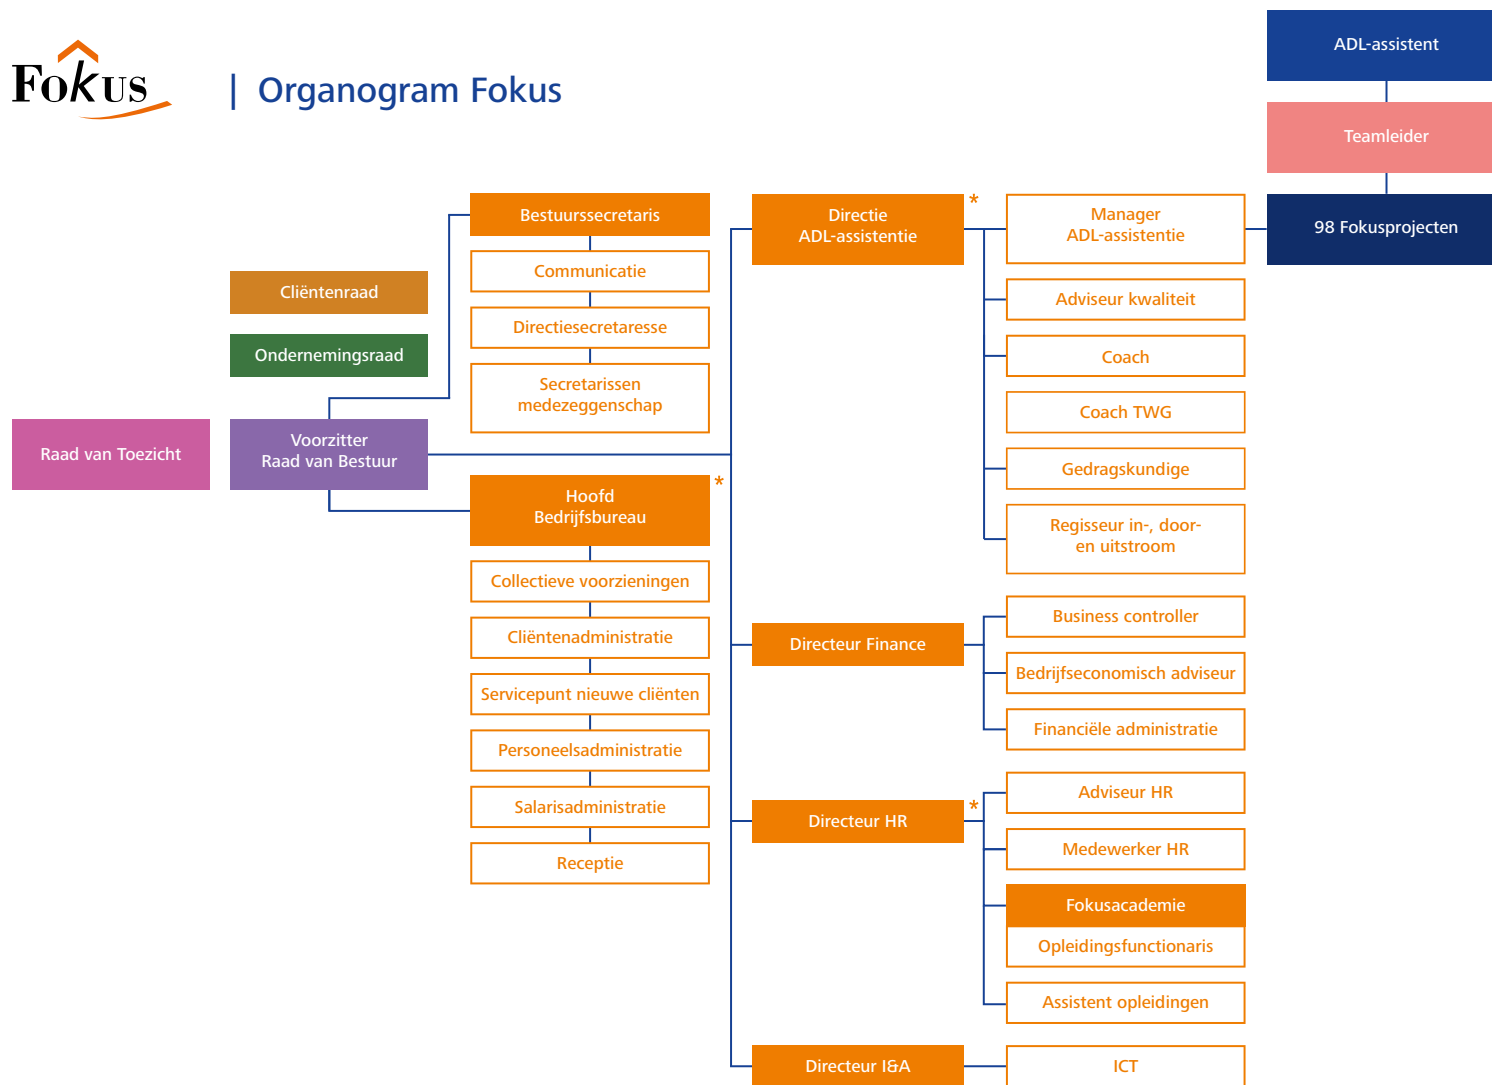 Fokus
| Organogram Fokus
ADL-assistent
Teamleider
98 Fokusprojecten
Cliëntenraad
Ondernemingsraad
Raad van Toezicht
Voorzitter
Raad van Bestuur
Bestuurssecretaris
Communicatie
Directiesecretaresse
Secretarissen
medezeggenschap
Hoofd
Bedrijfsbureau
*
Collectieve voorzieningen
Cliëntenadministratie
Servicepunt nieuwe cliënten
Personeelsadministratie
Salarisadministratie
Receptie
Directie
ADL-assistentie
*
Manager
ADL-assistentie
Adviseur kwaliteit
Coach
Coach TWG
Gedragskundige
Regisseur in-, door-
en uitstroom
Directeur Finance
Business controller
Bedrijfseconomisch adviseur
Financiële administratie
Directeur HR
*
Adviseur HR
Medewerker HR
Fokusacademie
Opleidingsfunctionaris
Assistent opleidingen
Directeur I&A
ICT